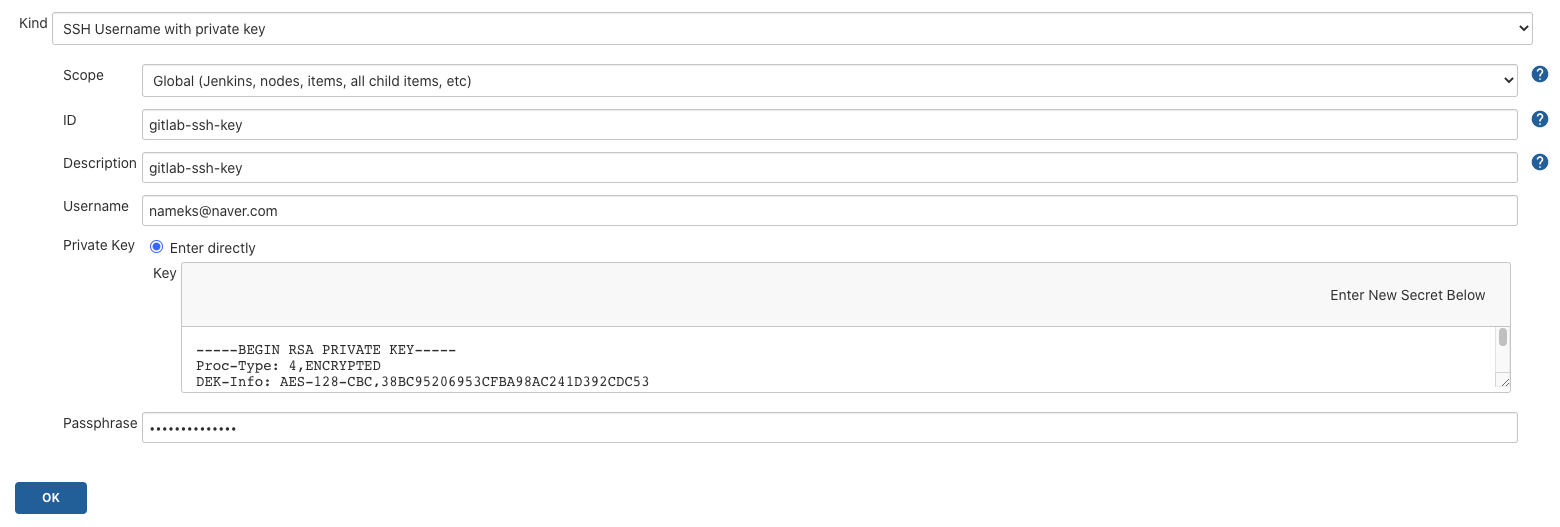 Kind
SSH Username with private key
Scope
Global (Jenkins, nodes, items, all child items, etc)
?
ID
gitlab-ssh-key
?
Description
gitlab-ssh-key
?
Username
nameks@naver.com
Private Key
Enter directly
Key
Enter New Secret Below
-----BEGIN RSA PRIVATE KEY-----
Proc-Type: 4,ENCRYPTED
DEK-Info: AES-128-CBC,38BC95206953CFBA98AC241D392CDC53
Passphrase
••••••••••••••
OK